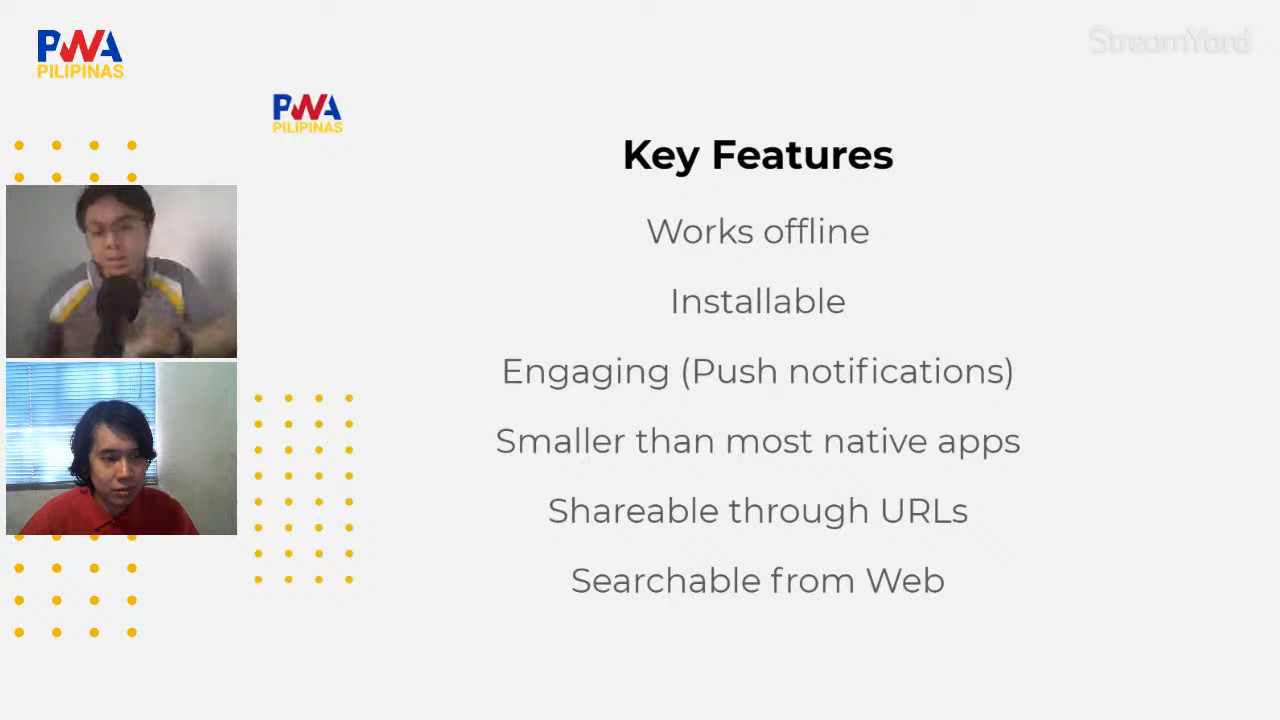 PWA
PILIPINAS
StreamYard
PWA
PILIPINAS
Key Features
Works offline
Installable
Engaging (Push notifications)
Smaller than most native apps
Shareable through URLs
Searchable from Web